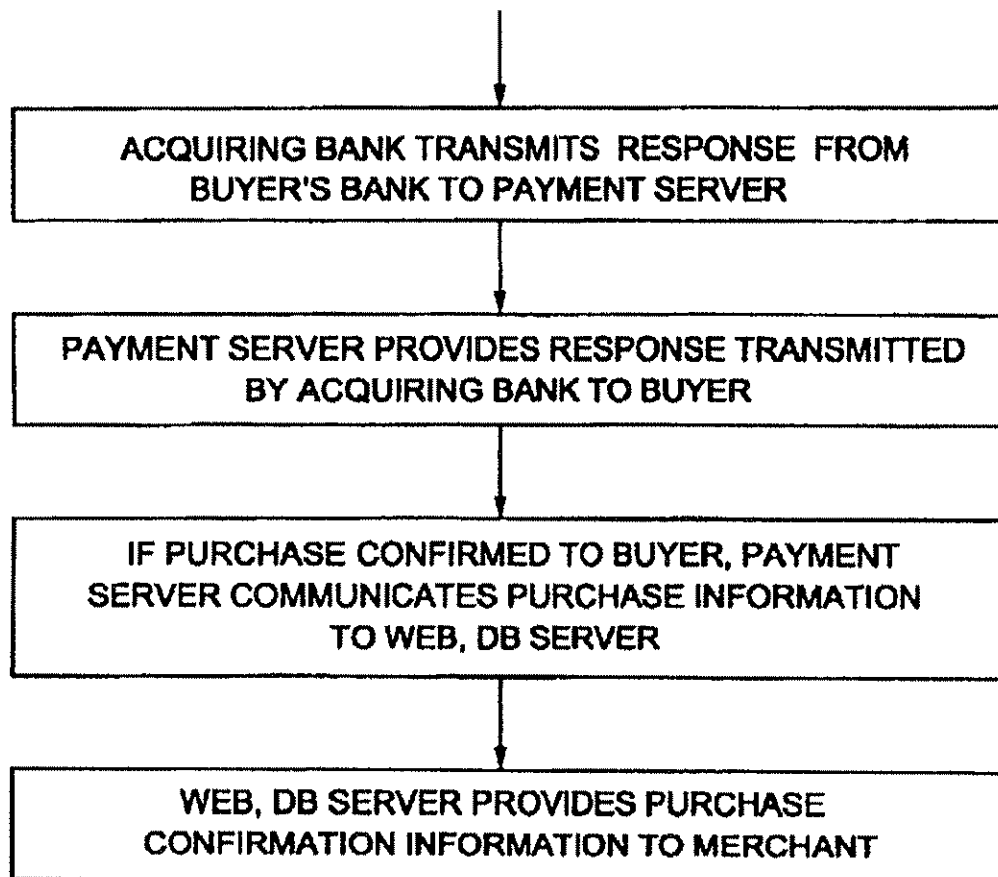 ACQUIRING BANK TRANSMITS RESPONSE FROM
BUYER'S BANK TO PAYMENT SERVER
PAYMENT SERVER PROVIDES RESPONSE TRANSMITTED
BY ACQUIRING BANK TO BUYER
IF PURCHASE CONFIRMED TO BUYER, PAYMENT
SERVER COMMUNICATES PURCHASE INFORMATION
TO WEB, DB SERVER
WEB, DB SERVER PROVIDES PURCHASE
CONFIRMATION INFORMATION TO MERCHANT